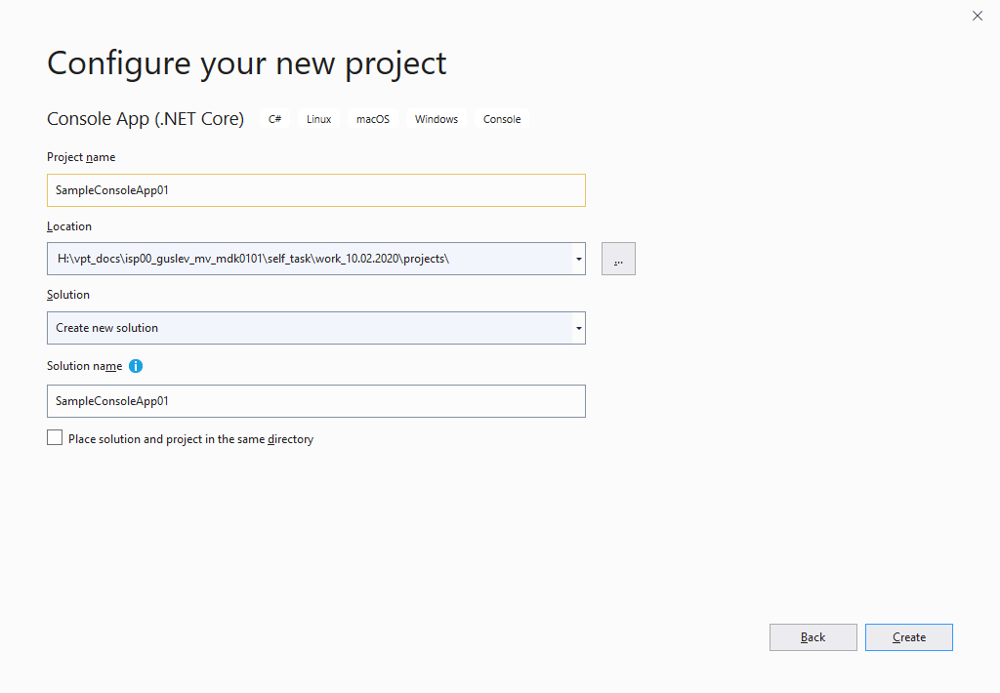 Configure your new project
Console App (.NET Core) C# Linux macOS Windows Console
Project name
SampleConsoleApp01
Location
H:\vpt_docs\isp00_guslev_mv_mdk0101\self_task\work_10.02.2020\projects\
...
Solution
Create new solution
Solution name
SampleConsoleApp01
Place solution and project in the same directory
Back Create